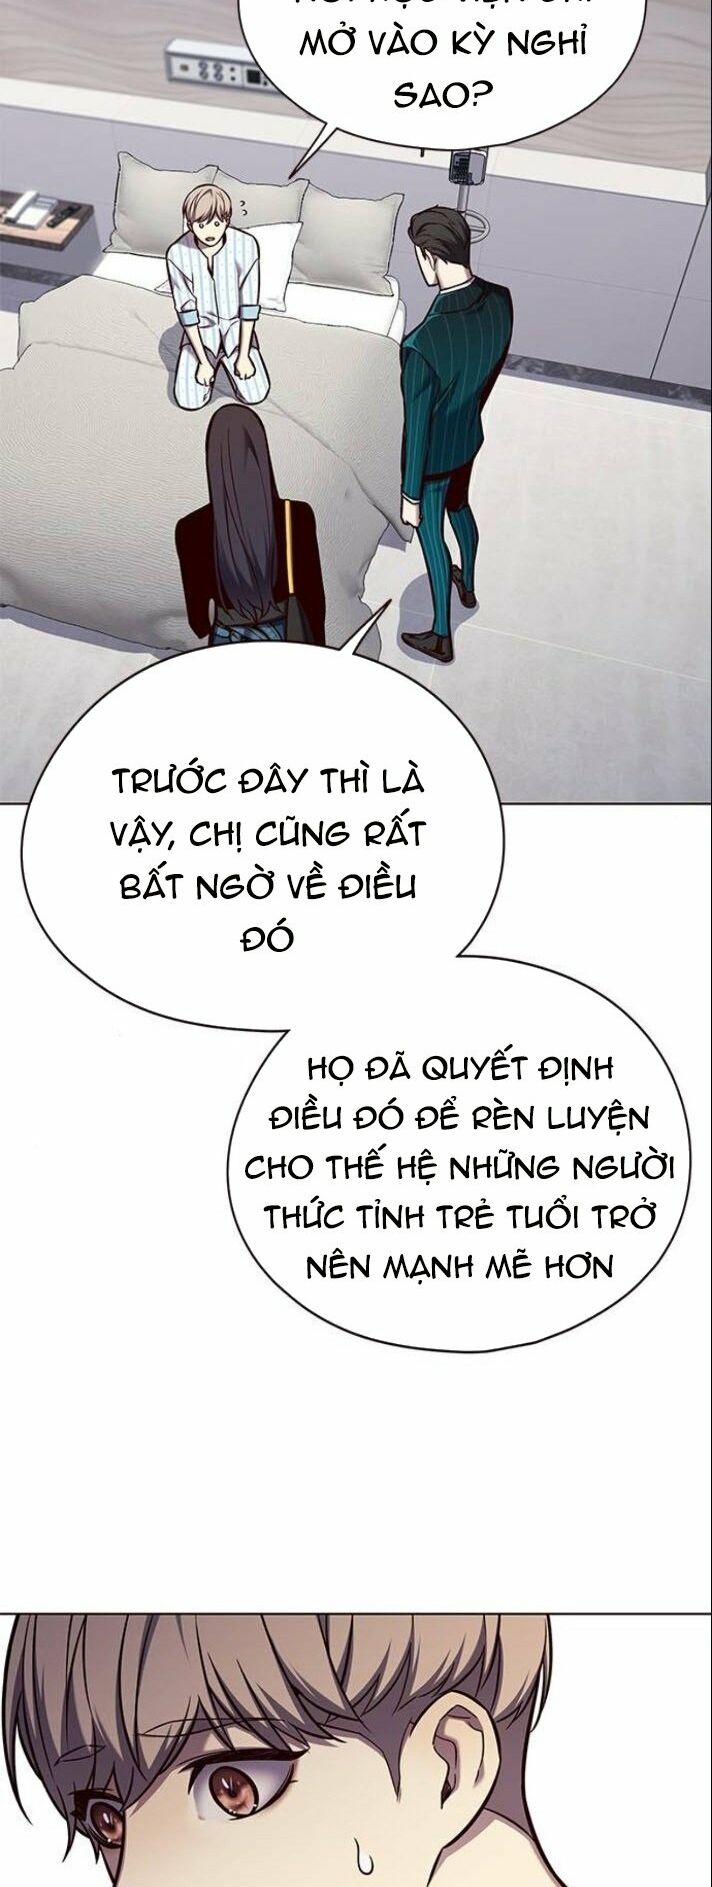 MỞ VÀO KỲ NGHỈ
SAO?
TRƯỚC ĐÂY THÌ LÀ
VẬY, CHỊ CŨNG RẤT
BẤT NGỜ VỀ ĐIỀU
ĐÓ
HỌ ĐÃ QUYẾT ĐỊNH
ĐIỀU ĐÓ ĐỂ RÈN LUYỆN
CHO THẾ HỆ NHỮNG NGƯỜI
THỨC TỈNH TRẺ TUỔI TRỞ
NÊN MẠNH MẼ HƠN